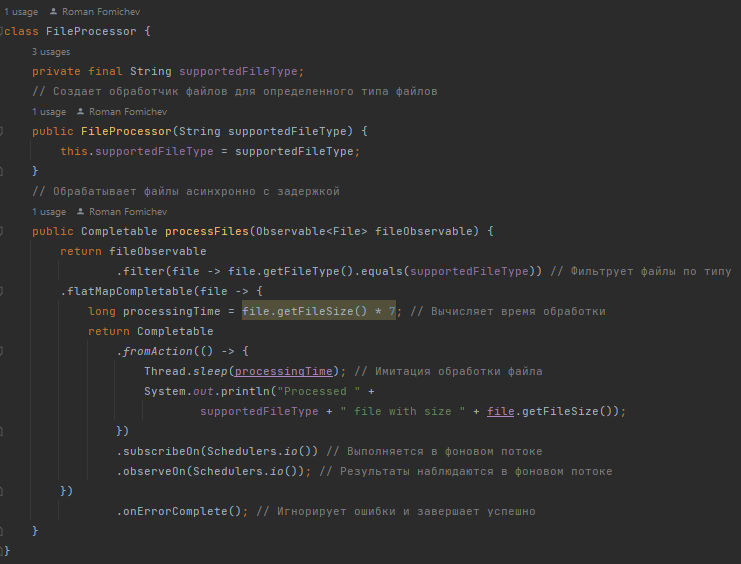 1 usage Roman Fomichev
class FileProcessor {
3 usages
private final String supportedFileType;
// Создает обработчик файлов для определенного типа файлов
1 usage Roman Fomichev
public FileProcessor(String supportedFileType) {
this.supportedFileType = supportedFileType;
}
// Обрабатывает файлы асинхронно с задержкой
1 usage Roman Fomichev
public Completable processFiles(Observable<File> fileObservable) {
return fileObservable
.filter(file -> file.getFileType().equals(supportedFileType)) // Фильтрует файлы по типу
.flatMapCompletable(file -> {
long processingTime = file.getFileSize() * 7; // Вычисляет время обработки
return Completable
.fromAction(() -> {
Thread.sleep(processingTime); // Имитация обработки файла
System.out.println("Processed " +
supportedFileType + " file with size " + file.getFileSize());
})
.subscribeOn(Schedulers.io()) // Выполняется в фоновом потоке
.observeOn(Schedulers.io()); // Результаты наблюдаются в фоновом потоке
})
.onErrorComplete(); // Игнорирует ошибки и завершает успешно
}
}